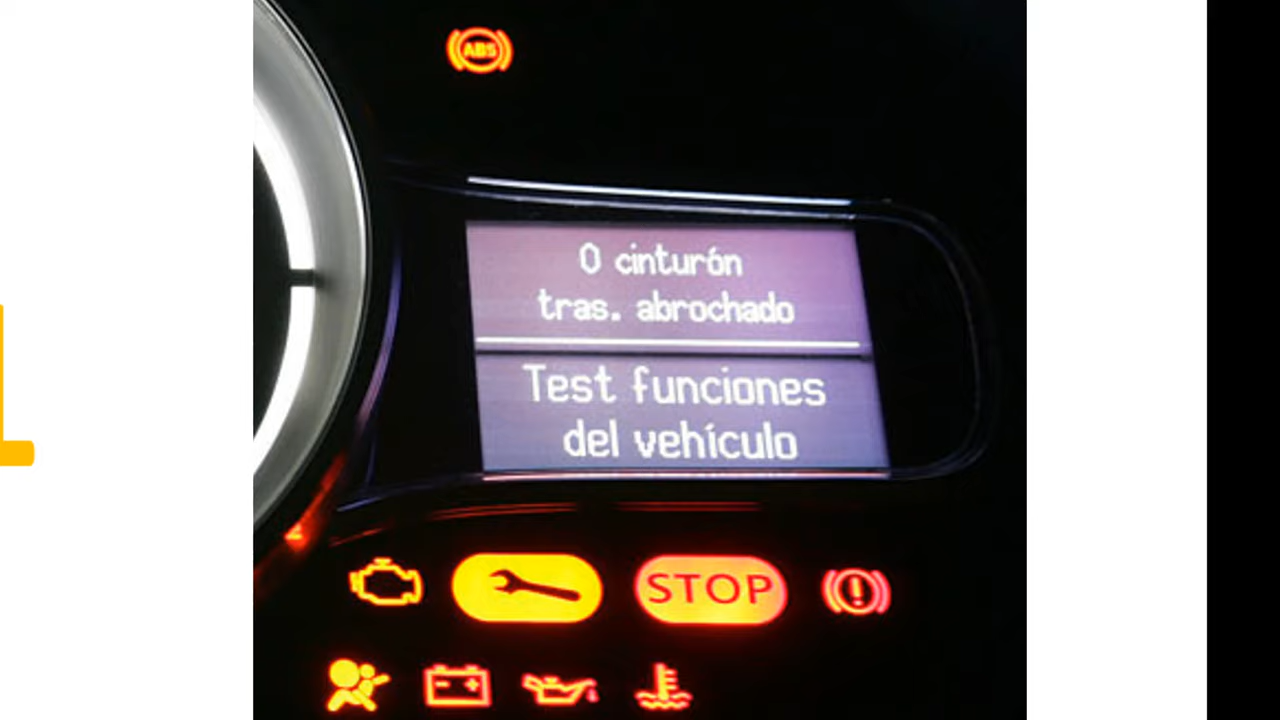 ABS
0 cinturón
tras. abrochado
Test funciones
del vehículo
STOP